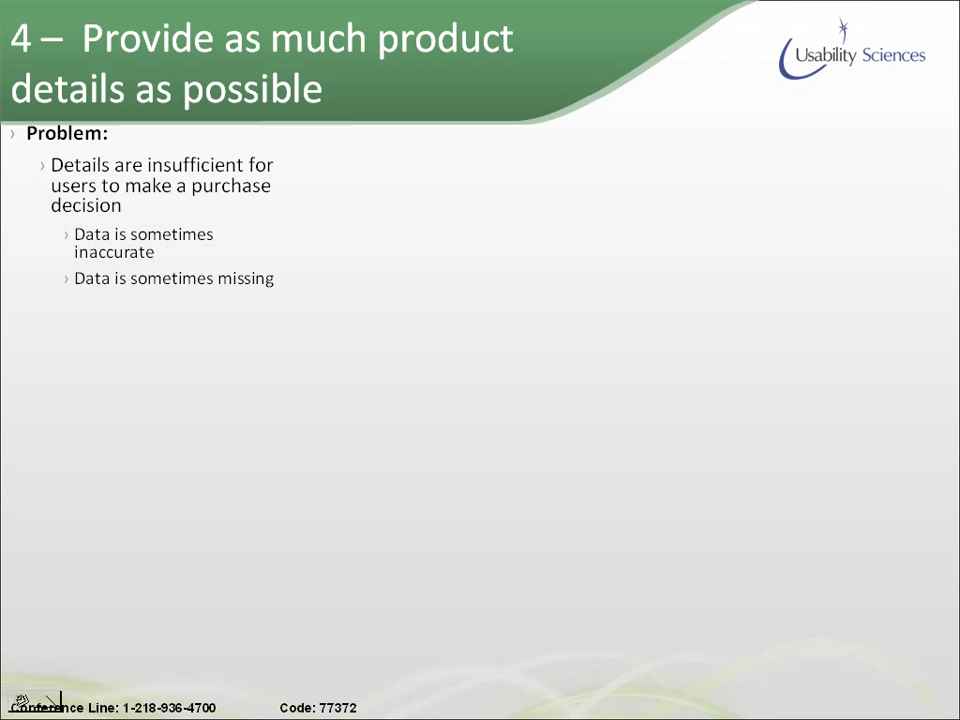 4 –  Provide as much product
details as possible
Usability Sciences
› Problem:
› Details are insufficient for
users to make a purchase
decision
› Data is sometimes
inaccurate
› Data is sometimes missing
Conference Line: 1-218-936-4700 Code: 77372